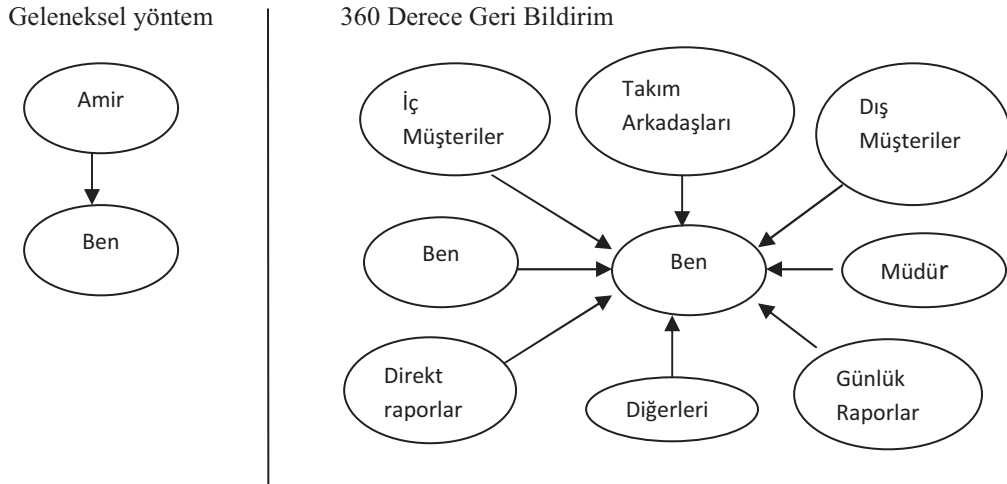 Geleneksel yöntem
360 Derece Geri Bildirim
Amir
Ben
İç
Müşteriler
Takım
Arkadaşları
Dış
Müşteriler
Ben
Ben
Müdür
Direkt
raporlar
Diğerleri
Günlük
Raporlar